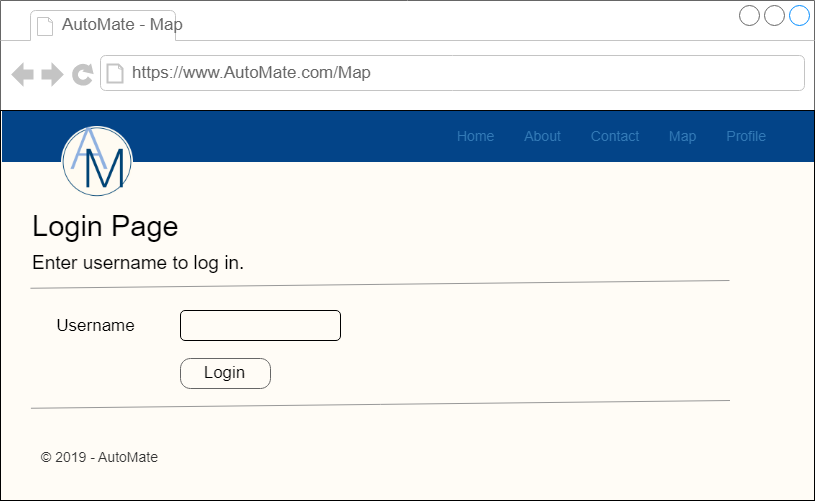 AutoMate - Map
https://www.AutoMate.com/Map
AM
Home About Contact Map Profile
Login Page
Enter username to log in.
Username
Login
© 2019 - AutoMate